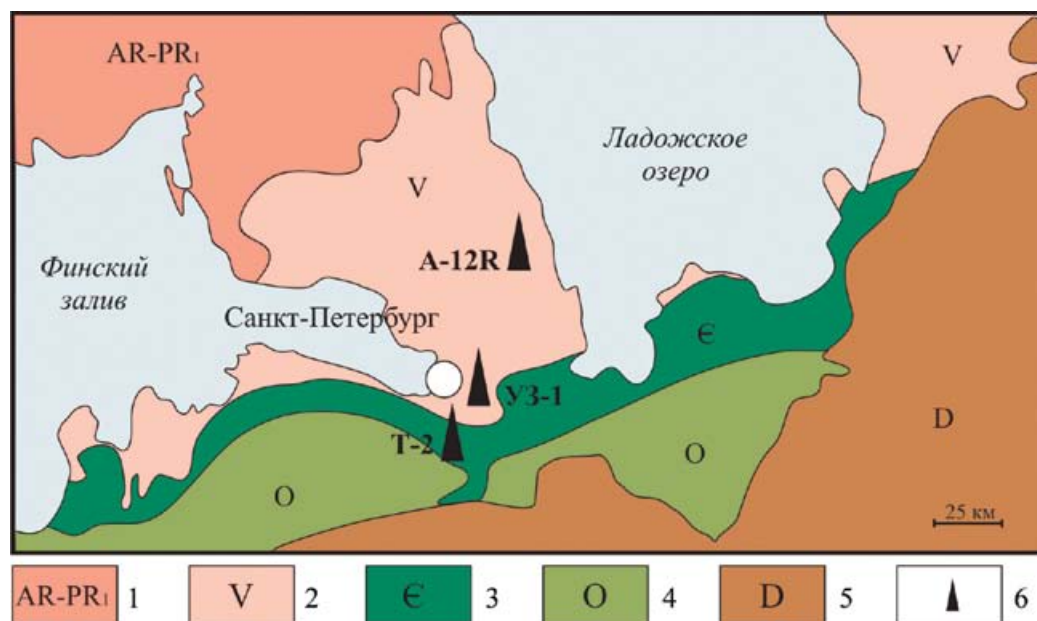 AR-PR1
V
Ладожское
озеро
V
А-12R
Финский
залив
Санкт-Петербург
Є
УЗ-1
Т-2
D
O
O
25 км
AR-PR1 1 V 2 Є 3 O 4 D 5 6